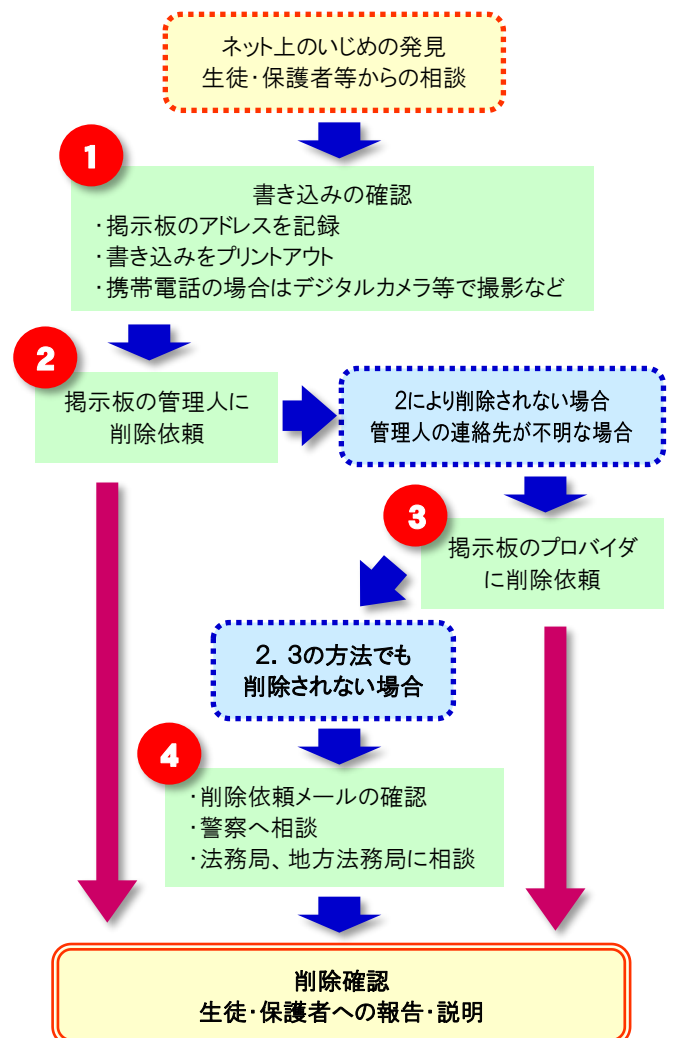 ネット上のいじめの発見
生徒・保護者等からの相談
1
書き込みの確認
・掲示板のアドレスを記録
・書き込みをプリントアウト
・携帯電話の場合はデジタルカメラ等で撮影など
2
掲示板の管理人に
削除依頼
2により削除されない場合
管理人の連絡先が不明な場合
3
掲示板のプロバイダ
に削除依頼
2．3の方法でも
削除されない場合
4
・削除依頼メールの確認
・警察へ相談
・法務局、地方法務局に相談
削除確認
生徒・保護者への報告・説明